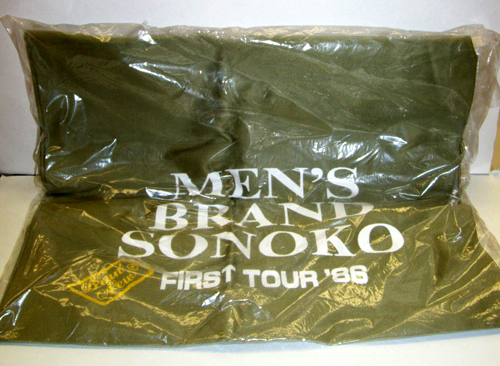 MEN'S
BRAND
SONOKO
FIRST TOUR '86